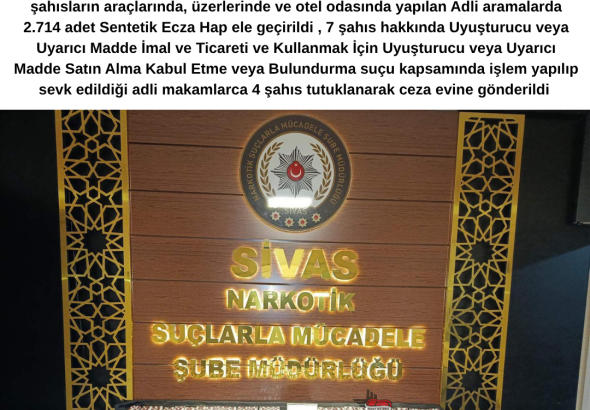 şahısların araçlarında, üzerlerinde ve otel odasında yapılan Adli aramalarda
2.714 adet Sentetik Ecza Hap ele geçirildi , 7 şahıs hakkında Uyuşturucu veya
Uyarıcı Madde İmal ve Ticareti ve Kullanmak İçin Uyuşturucu veya Uyarıcı
Madde Satın Alma Kabul Etme veya Bulundurma suçu kapsamında işlem yapılıp
sevk edildiği adli makamlarca 4 şahıs tutuklanarak ceza evine gönderildi
NARKOTİK SUÇLARLA MÜCADELE ŞUBE MÜDÜRLÜĞÜ
SİVAS
SİVAS
NARKOTİK
SUÇLARLA MÜCADELE
ŞUBE MÜDÜRLÜĞÜ